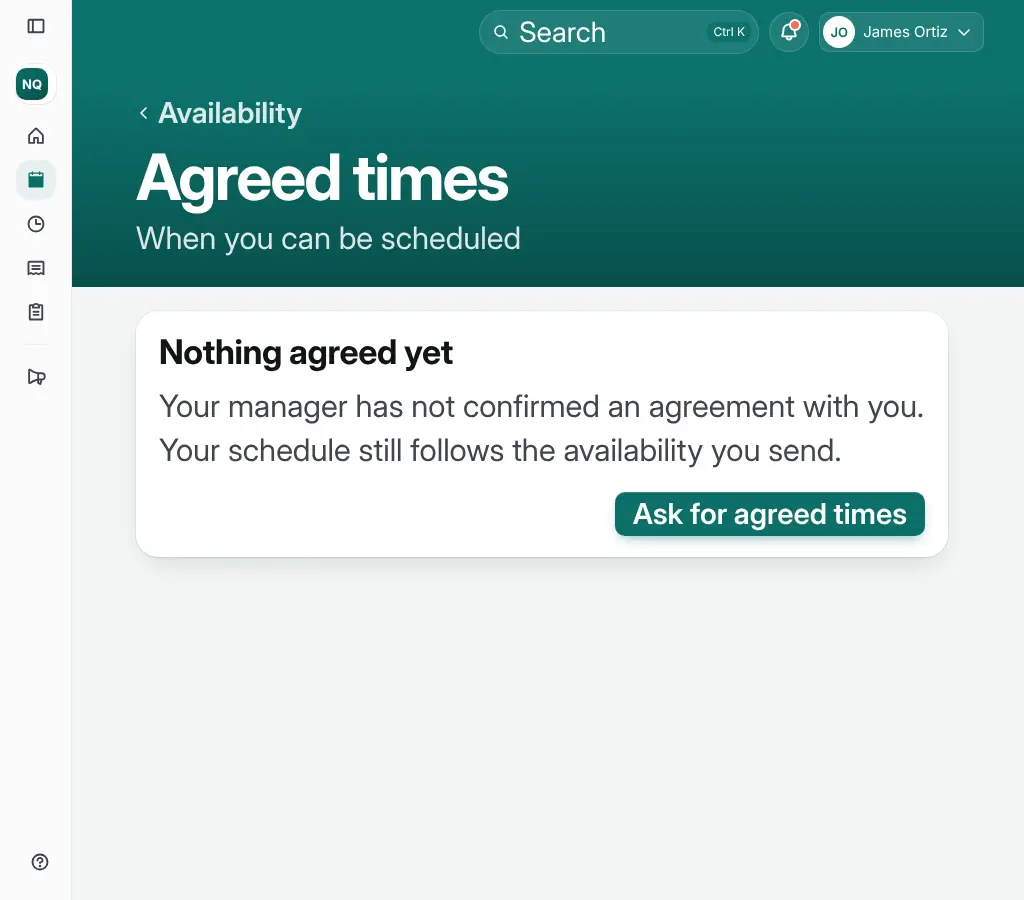 Search
Ctrl K
JO
James Ortiz
NQ
Availability
Agreed times
When you can be scheduled
Nothing agreed yet
Your manager has not confirmed an agreement with you.
Your schedule still follows the availability you send.
Ask for agreed times